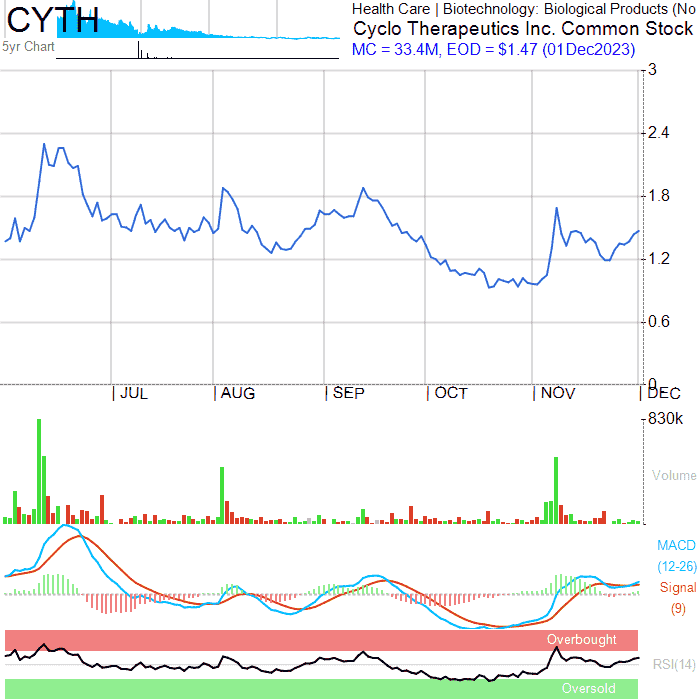 CYTH
5yr Chart
Health Care | Biotechnology: Biological Products (No
Cyclo Therapeutics Inc. Common Stock
MC = 33.4M, EOD = $1.47 (01Dec2023)
3
2.4
1.8
1.2
0.6
0
| JUL | AUG | SEP | OCT | NOV | DEC
830k
Volume
MACD
(12-26)
Signal
(9)
Overbought
RSI(14)
Oversold